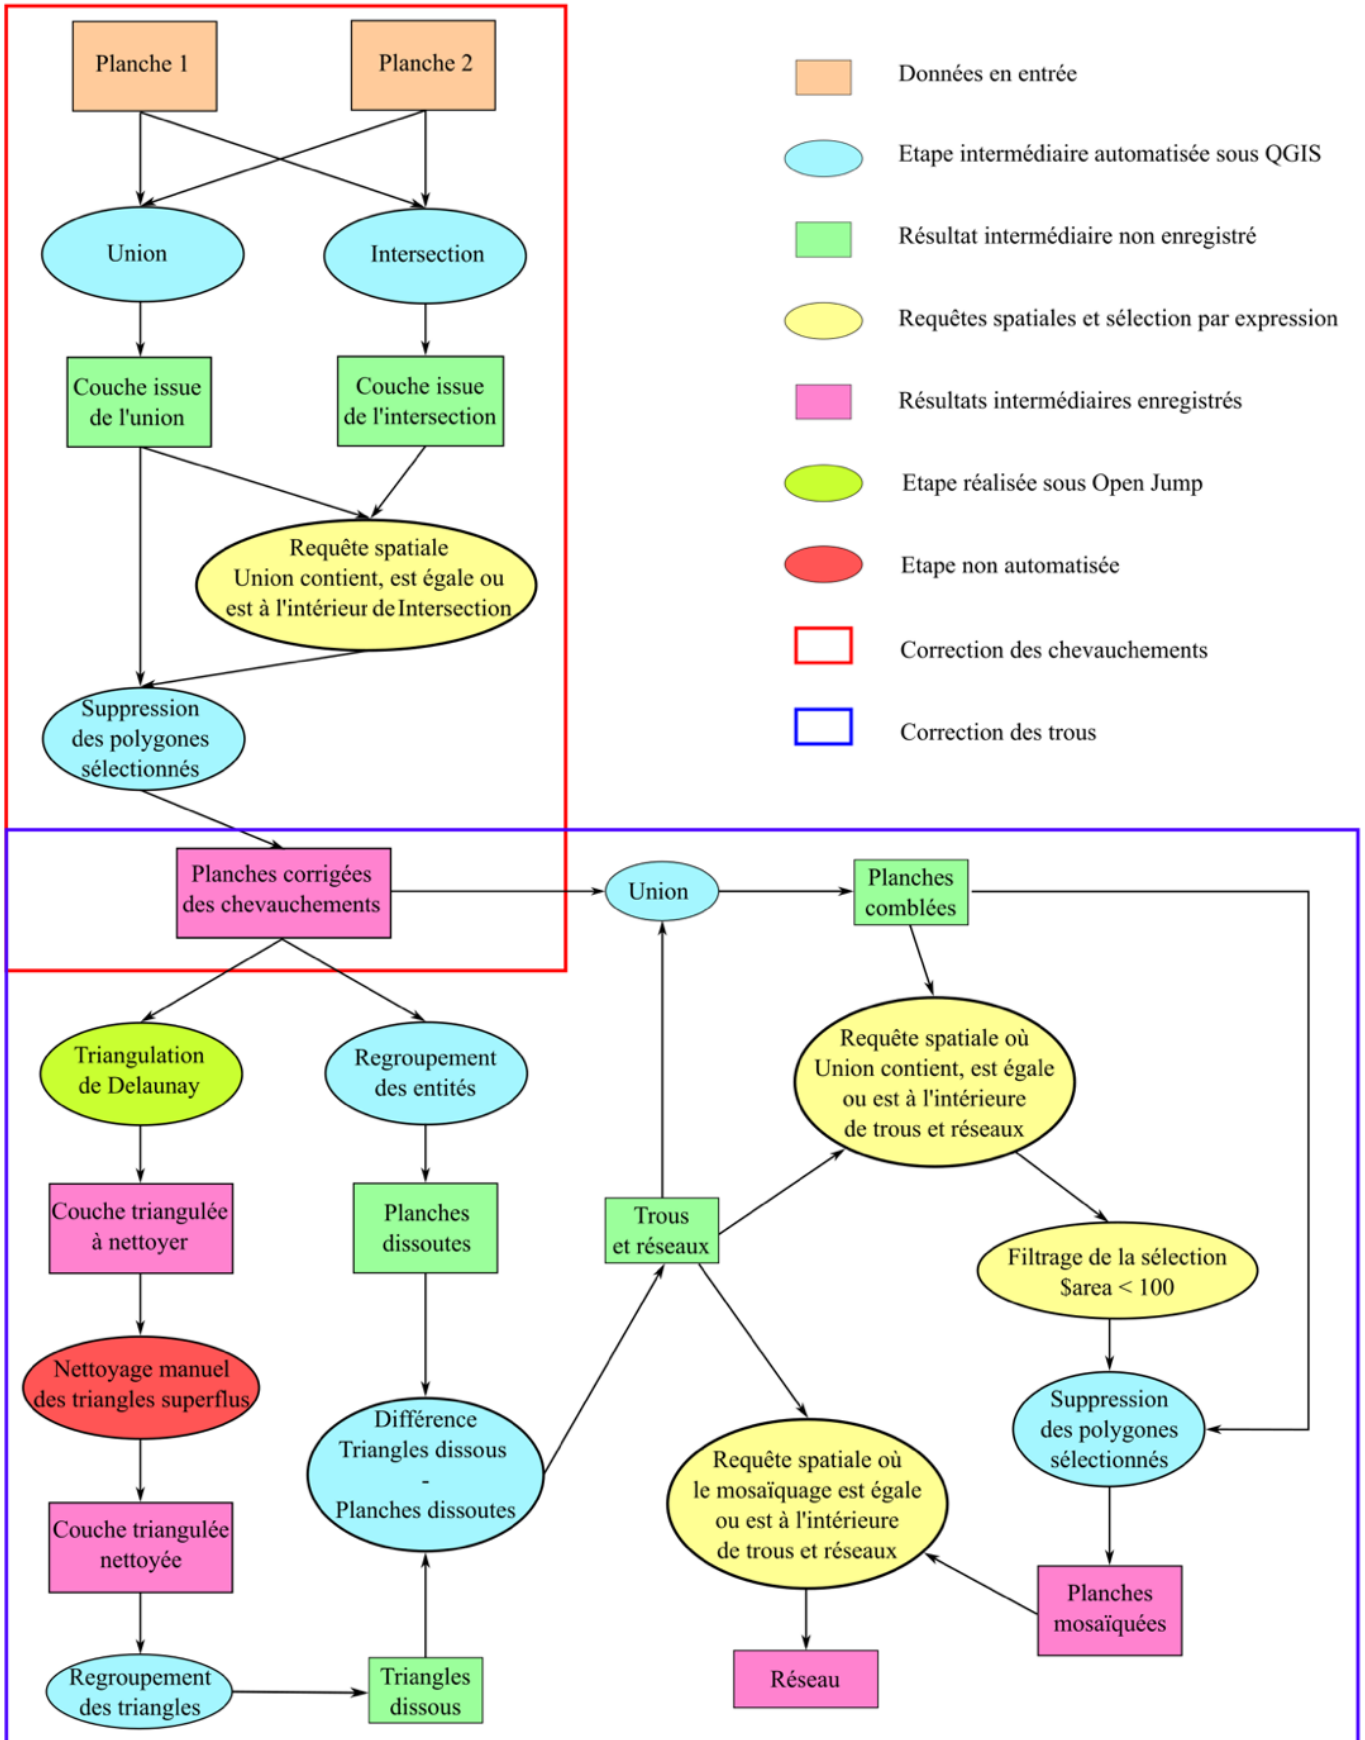 Planche 1
Planche 2
Union
Intersection
Couche issue
de l'union
Couche issue
de l'intersection
Requête spatiale
Union contient, est égale ou
est à l'intérieur de Intersection
Suppression
des polygones
sélectionnés
Données en entrée
Etape intermédiaire automatisée sous QGIS
Résultat intermédiaire non enregistré
Requêtes spatiales et sélection par expression
Résultats intermédiaires enregistrés
Etape réalisée sous Open Jump
Etape non automatisée
Correction des chevauchements
Correction des trous
Planches corrigées
des chevauchements
Union
Planches
comblées
Triangulation
de Delaunay
Regroupement
des entités
Requête spatiale où
Union contient, est égale
ou est à l'intérieure
de trous et réseaux
Couche triangulée
à nettoyer
Planches
dissoutes
Trous
et réseaux
Filtrage de la sélection
$area < 100
Nettoyage manuel
des triangles superflus
Différence
Triangles dissous
-
Planches dissoutes
Suppression
des polygones
sélectionnés
Requête spatiale où
le mosaïquage est égale
ou est à l'intérieure
de trous et réseaux
Couche triangulée
nettoyée
Planches
mosaïquées
Regroupement
des triangles
Triangles
dissous
Réseau